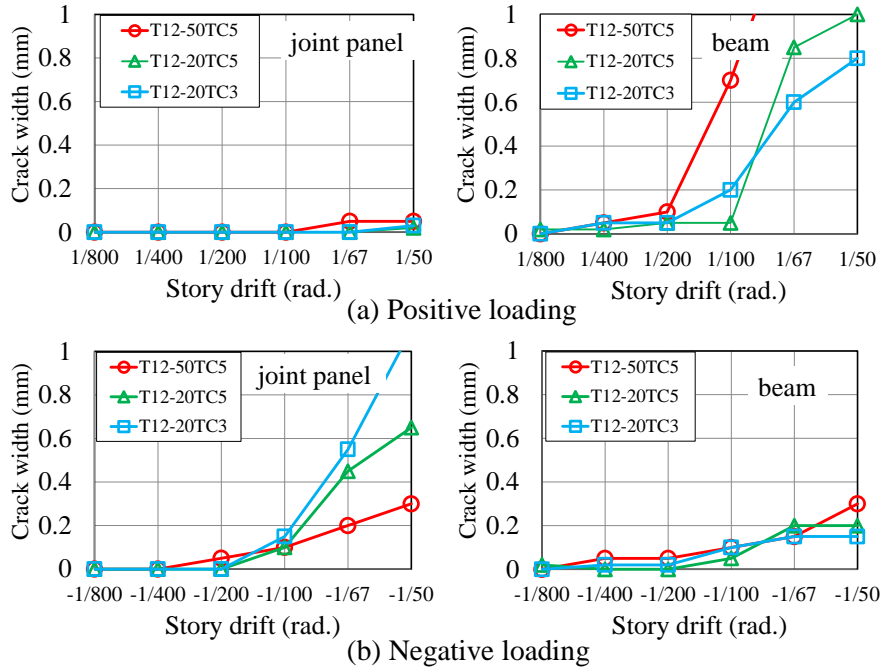 Crack width (mm)
1
0.8
0.6
0.4
0.2
0
T12-50TC5
T12-20TC5
T12-20TC3
joint panel
1/800 1/400 1/200 1/100 1/67 1/50
Story drift (rad.)
Crack width (mm)
1
0.8
0.6
0.4
0.2
0
T12-50TC5
T12-20TC5
T12-20TC3
beam
1/800 1/400 1/200 1/100 1/67 1/50
Story drift (rad.)
(a) Positive loading
Crack width (mm)
1
0.8
0.6
0.4
0.2
0
T12-50TC5
T12-20TC5
T12-20TC3
joint panel
-1/800 -1/400 -1/200 -1/100 -1/67 -1/50
Story drift (rad.)
Crack width (mm)
1
0.8
0.6
0.4
0.2
0
T12-50TC5
T12-20TC5
T12-20TC3
beam
-1/800 -1/400 -1/200 -1/100 -1/67 -1/50
Story drift (rad.)
(b) Negative loading